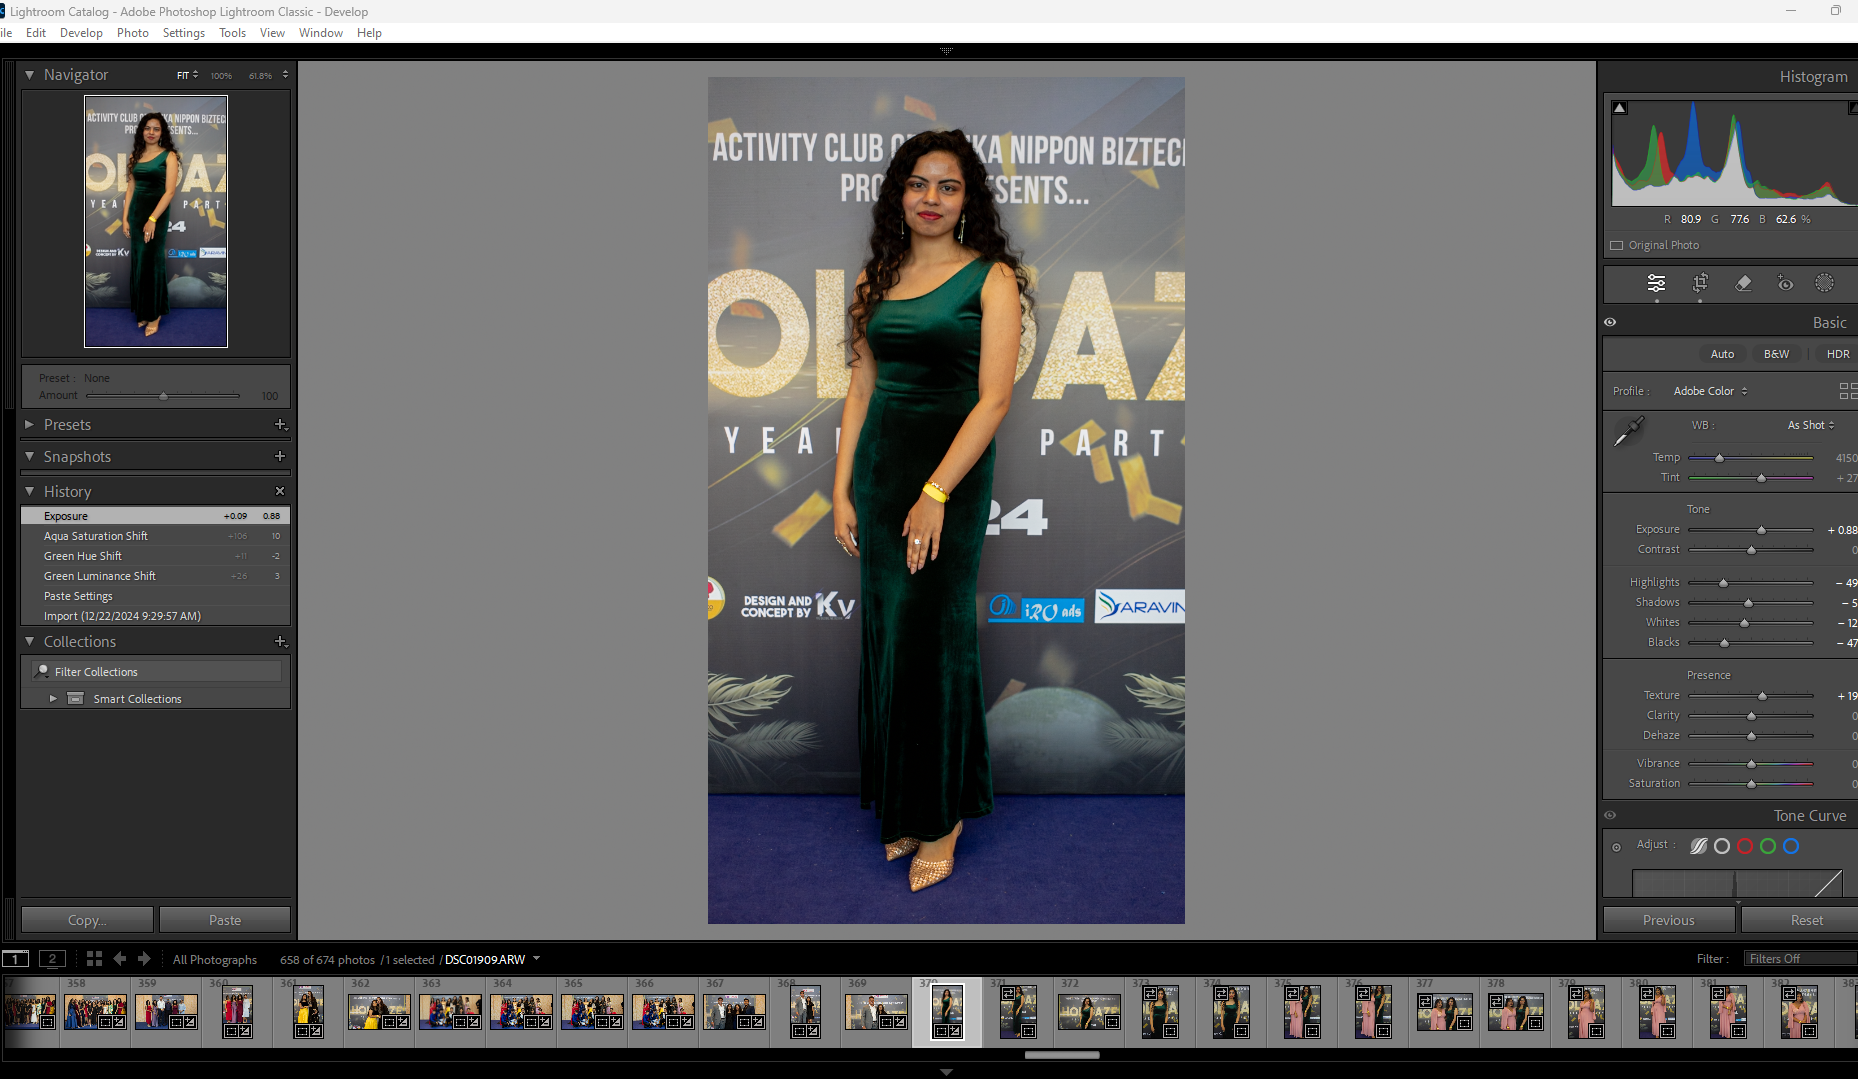 Lightroom Catalog - Adobe Photoshop Lightroom Classic - Develop
ile Edit Develop Photo Settings Tools View Window Help
Navigator FIT 100% 61.8%
Preset : None
Amount 100
Presets
Snapshots
History
Exposure +0.09 0.88
Aqua Saturation Shift +106 10
Green Hue Shift +11 -2
Green Luminance Shift +26 3
Paste Settings
Import (12/22/2024 9:29:57 AM)
Collections
Filter Collections
Smart Collections
Copy... Paste
ACTIVITY CLUB O KA NIPPON BIZTEC
PRO ESENTS...
OL DAZ
YEA PART
24
DESIGN AND
CONCEPT BY Kv
iRO ads
ARAVIN
Histogram
R 80.9 G 77.6 B 62.6 %
Original Photo
Basic
Auto B&W | HDR
Profile : Adobe Color
WB : As Shot
Temp 4150
Tint + 27
Tone
Exposure + 0.88
Contrast 0
Highlights – 49
Shadows – 5
Whites – 12
Blacks – 47
Presence
Texture + 19
Clarity 0
Dehaze 0
Vibrance 0
Saturation 0
Tone Curve
Adjust :
Previous Reset
1 2 All Photographs 658 of 674 photos / 1 selected / DSC01909.ARW Filter : Filters Off
358 359 360 361 362 363 364 365 366 367 368 369 370 371 372 373 374 375 376 377 378 379 380 381 382